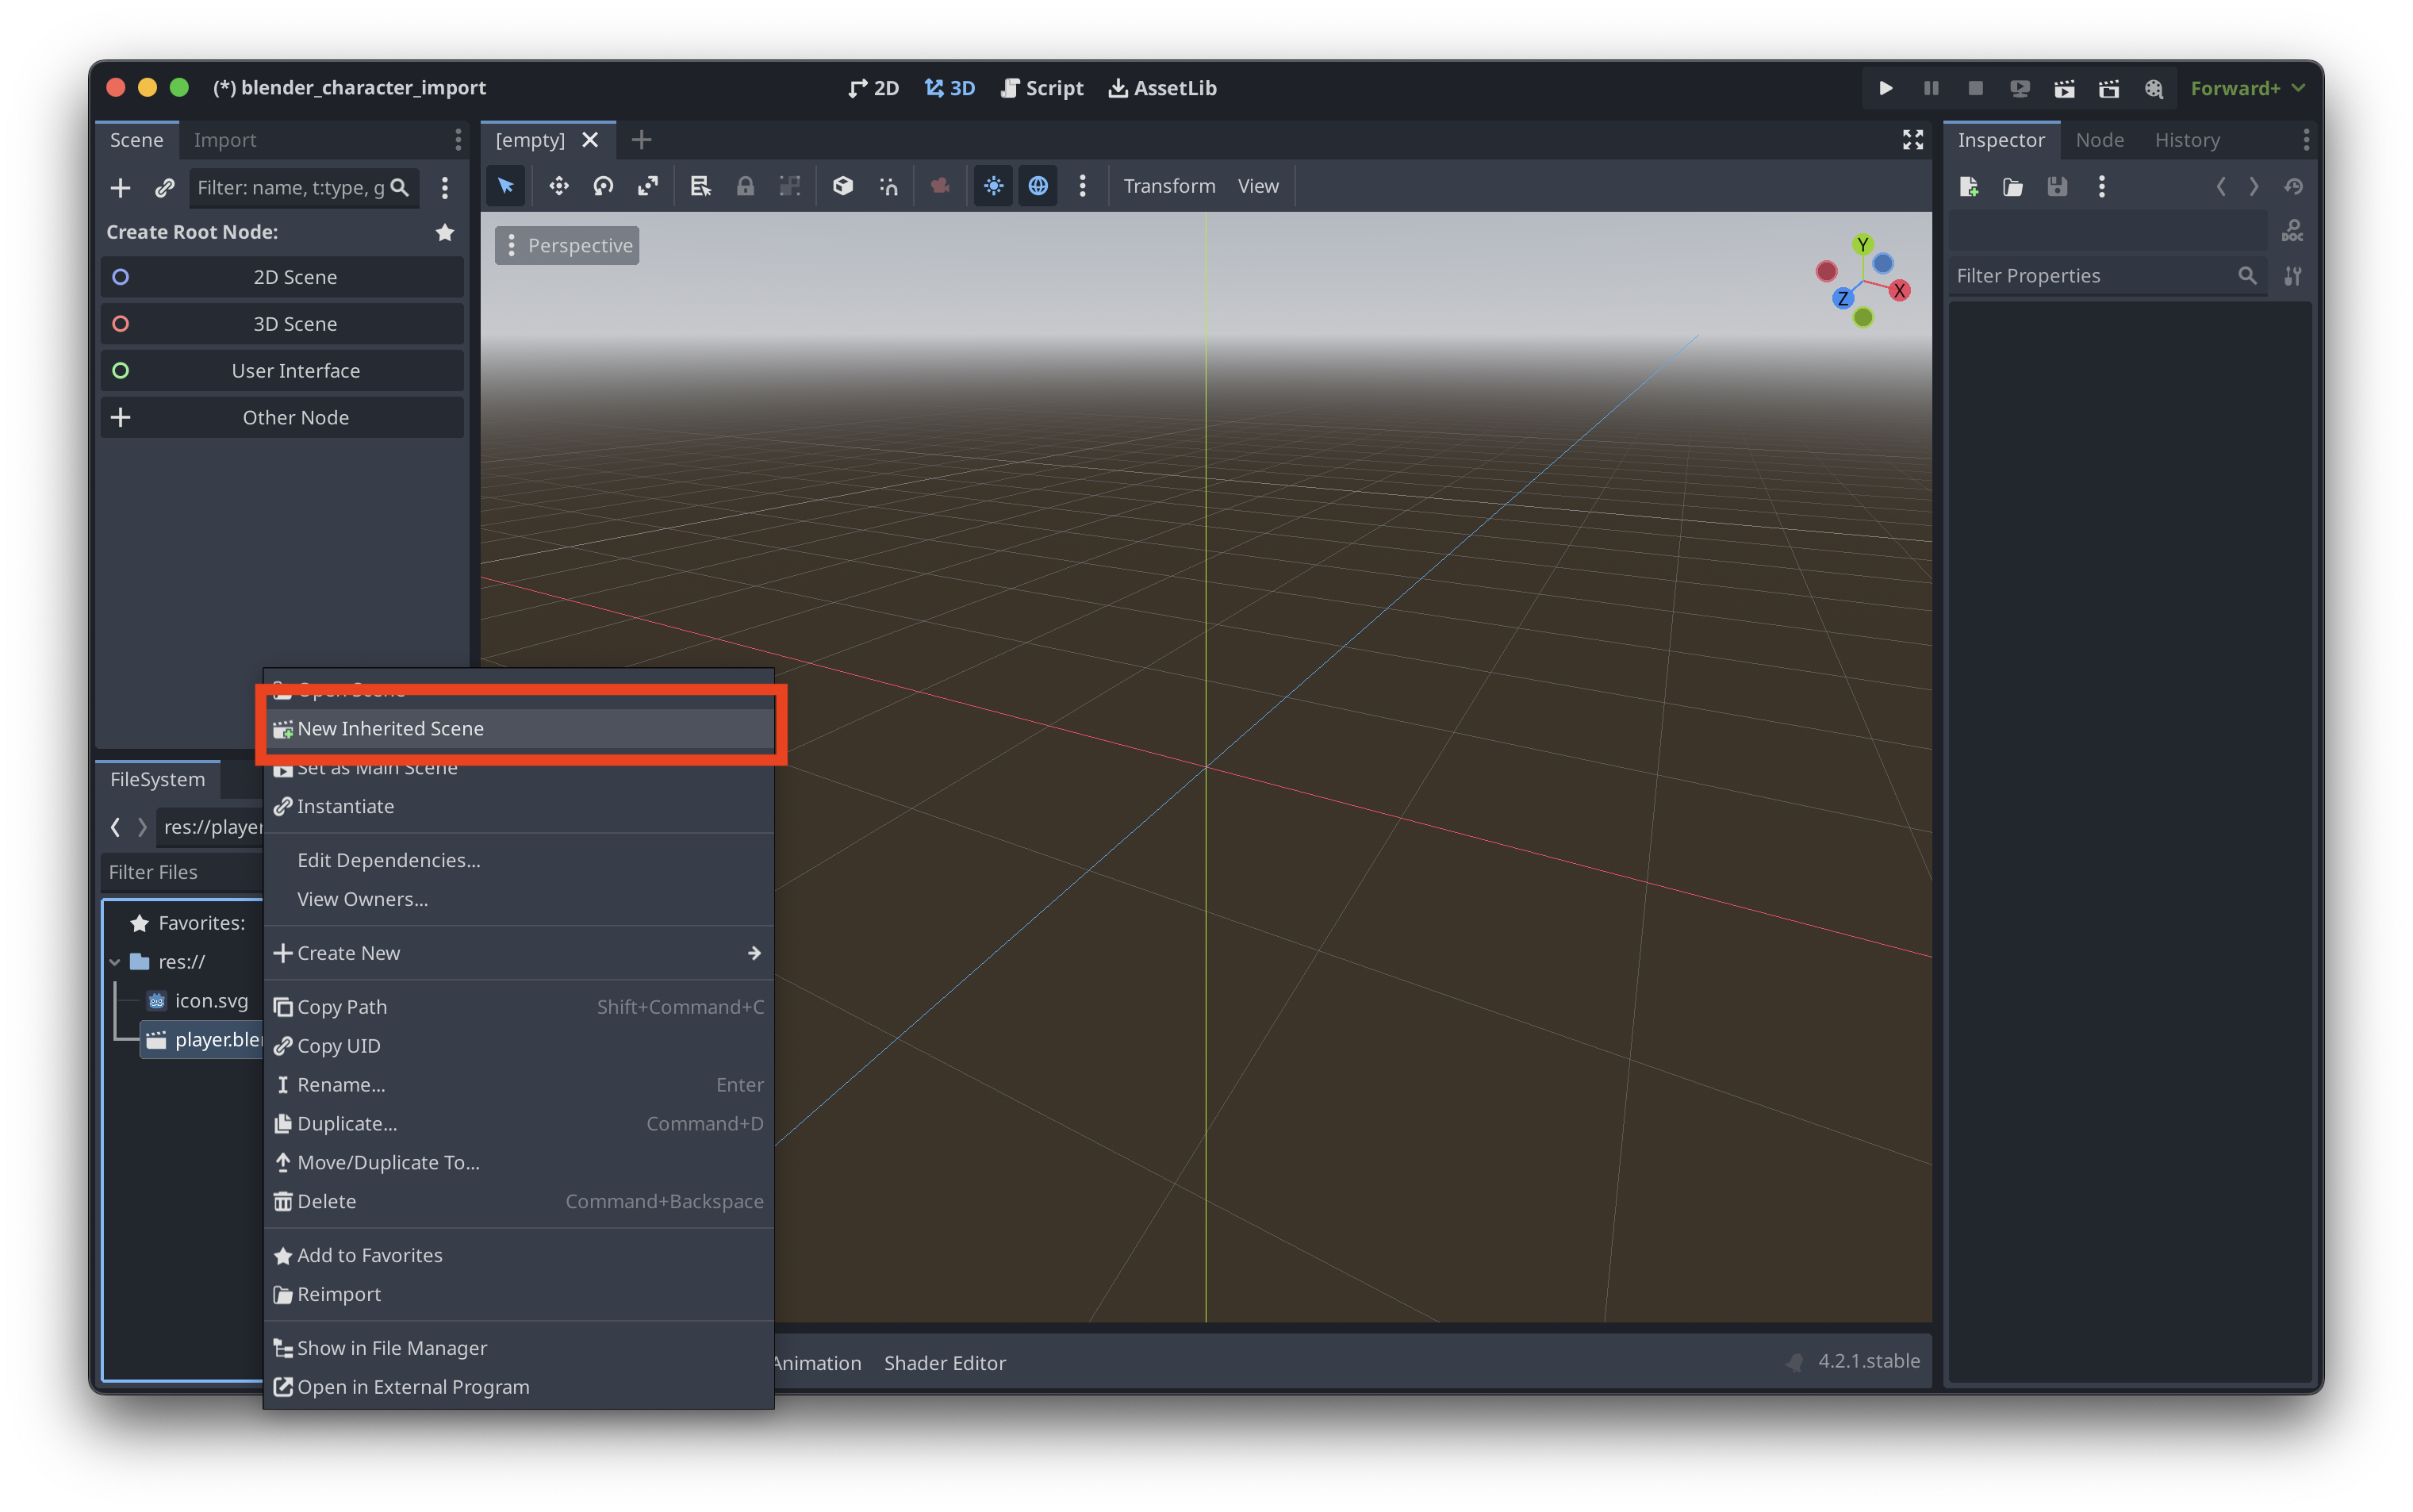 (*) blender_character_import
2D
3D
Script
AssetLib
Forward+
Scene
Import
Filter: name, t:type, g
Create Root Node:
2D Scene
3D Scene
User Interface
Other Node
[empty]
Transform
View
Perspective
Y
X
Z
Inspector
Node
History
DOC
Filter Properties
Open Scene
New Inherited Scene
Set as Main Scene
Instantiate
Edit Dependencies...
View Owners...
Create New
Copy Path Shift+Command+C
Copy UID
Rename... Enter
Duplicate... Command+D
Move/Duplicate To...
Delete Command+Backspace
Add to Favorites
Reimport
Show in File Manager
Open in External Program
FileSystem
res://player
Filter Files
Favorites:
res://
icon.svg
player.ble
Animation
Shader Editor
4.2.1.stable